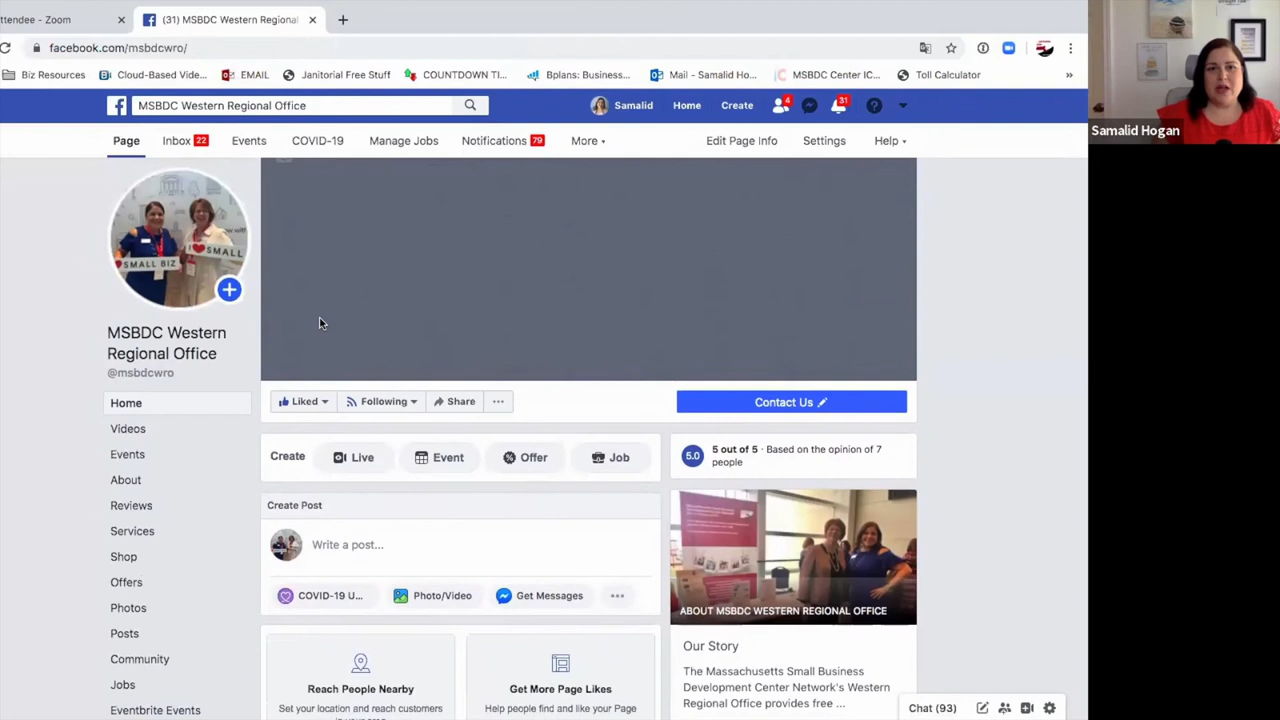 ttendee - Zoom
(31) MSBDC Western Regional
facebook.com/msbdcwro/
Biz Resources
Cloud-Based Vide...
EMAIL
Janitorial Free Stuff
COUNTDOWN TI...
Bplans: Business...
Mail - Samalid Ho...
MSBDC Center IC...
Toll Calculator
»
MSBDC Western Regional Office
Samalid
Home
Create
4
31
Page
Inbox 22
Events
COVID-19
Manage Jobs
Notifications 79
More
Edit Page Info
Settings
Help
Samalid Hogan
SMALL BIZ
I ♥ SMALL
MSBDC Western
Regional Office
@msbdcwro
Home
Videos
Events
About
Reviews
Services
Shop
Offers
Photos
Posts
Community
Jobs
Eventbrite Events
Liked
Following
Share
...
Contact Us
Create
Live
Event
Offer
Job
5.0
5 out of 5 · Based on the opinion of 7
people
Create Post
Write a post...
COVID-19 U...
Photo/Video
Get Messages
...
ABOUT MSBDC WESTERN REGIONAL OFFICE
Our Story
The Massachusetts Small Business
Development Center Network's Western
Regional Office provides free ...
Reach People Nearby
Set your location and reach customers
Get More Page Likes
Help people find and like your Page
Chat (93)